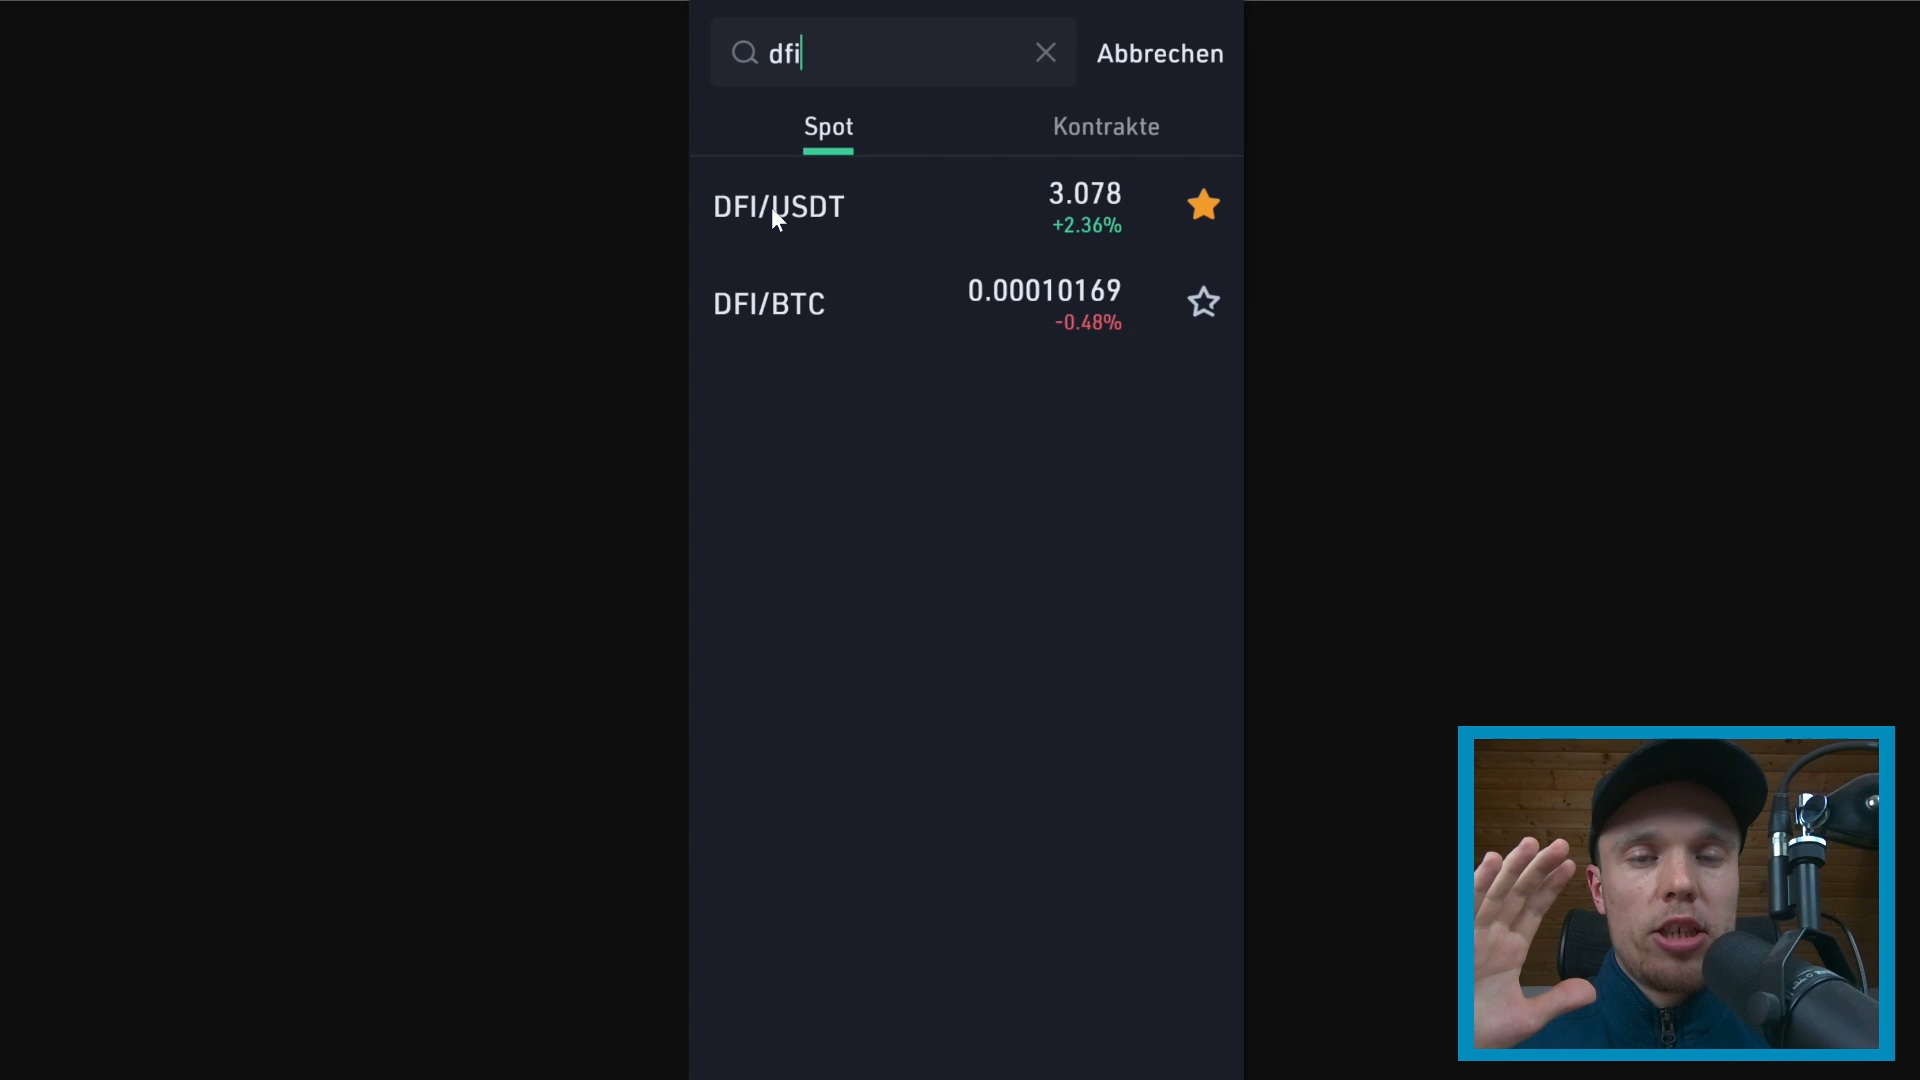 dfi
Abbrechen
Spot
Kontrakte
DFI/USDT
3.078
+2.36%
DFI/BTC
0.00010169
-0.48%